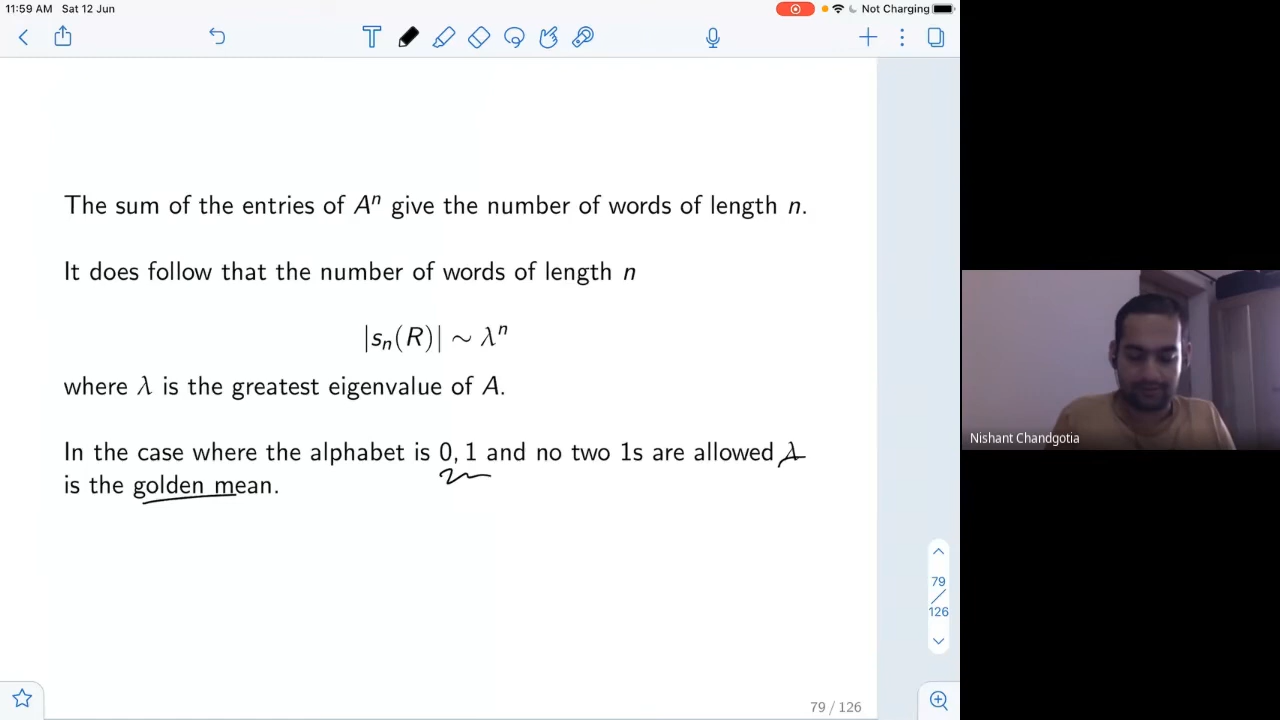 11:59 AM Sat 12 Jun
Not Charging
T
The sum of the entries of Aⁿ give the number of words of length n.
It does follow that the number of words of length n
|sₙ(R)| ∼ λⁿ
where λ is the greatest eigenvalue of A.
In the case where the alphabet is 0, 1 and no two 1s are allowed λ
is the golden mean.
Nishant Chandgotia
79
/
126
79 / 126